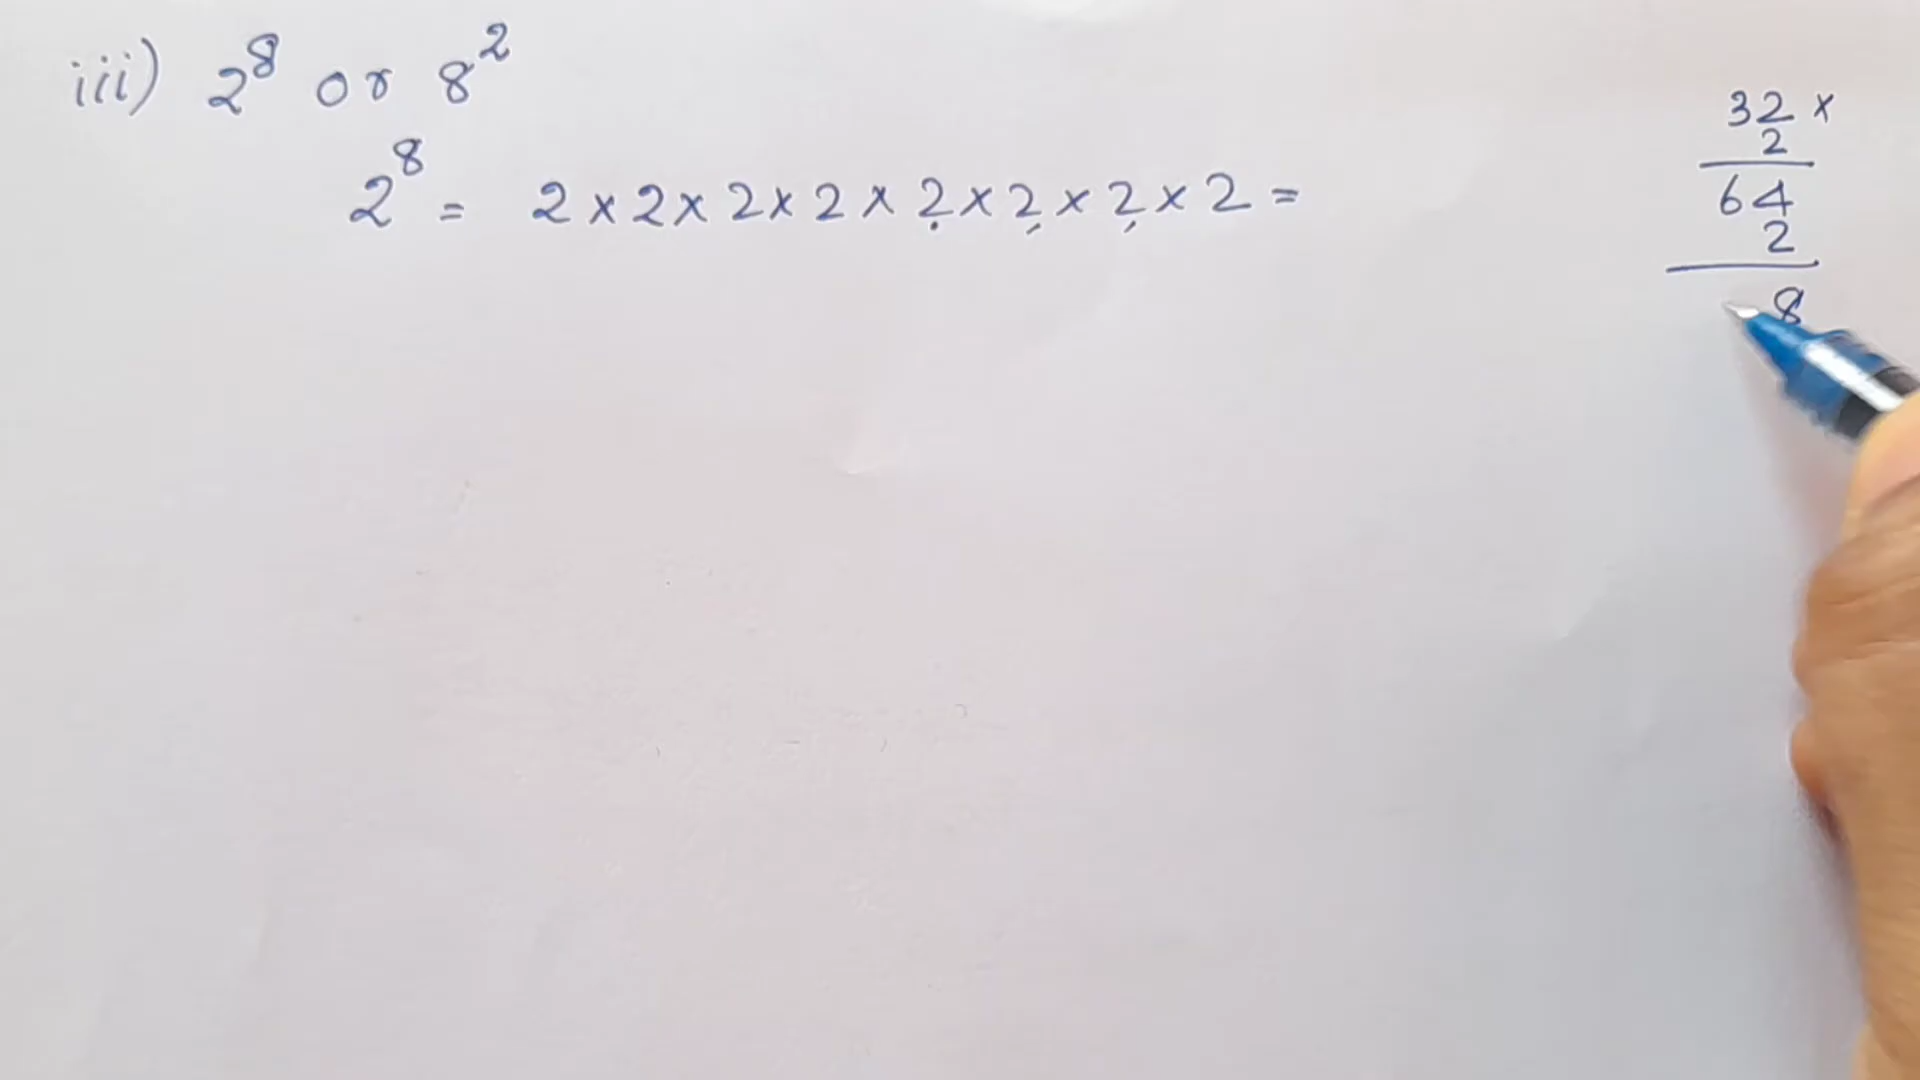 iii) 2⁸ or 8²
2⁸ = 2 × 2 × 2 × 2 × 2 × 2 × 2 × 2 =
32 ×
2
64
2
8